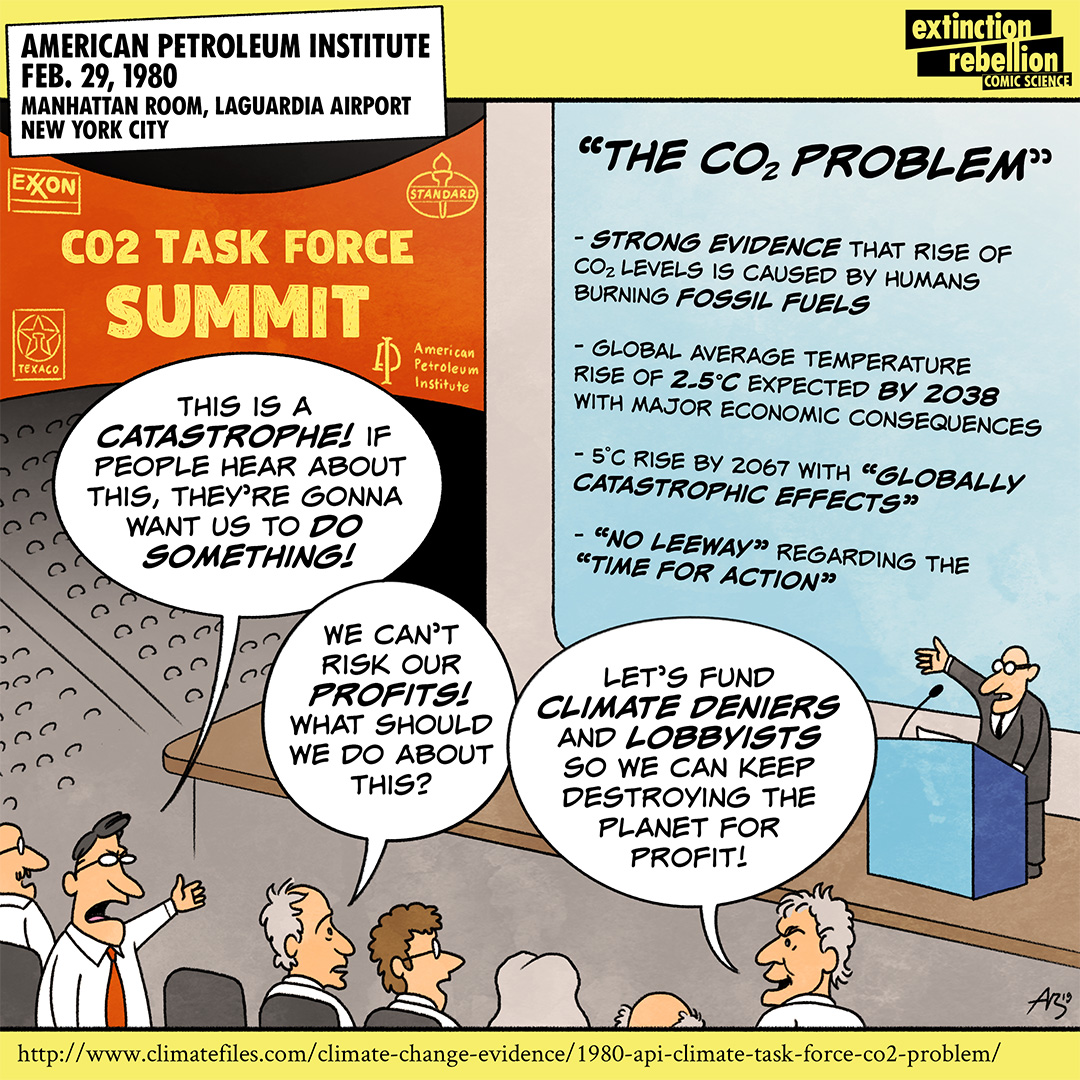 AMERICAN PETROLEUM INSTITUTE
FEB. 29, 1980
MANHATTAN ROOM, LAGUARDIA AIRPORT
NEW YORK CITY
extinction
rebellion
COMIC SCIENCE
EXXON
STANDARD
CO2 TASK FORCE
SUMMIT
TEXACO
API
American
Petroleum
Institute
“THE CO₂ PROBLEM”
- STRONG EVIDENCE THAT RISE OF
CO₂ LEVELS IS CAUSED BY HUMANS
BURNING FOSSIL FUELS
- GLOBAL AVERAGE TEMPERATURE
RISE OF 2.5°C EXPECTED BY 2038
WITH MAJOR ECONOMIC CONSEQUENCES
- 5°C RISE BY 2067 WITH “GLOBALLY
CATASTROPHIC EFFECTS”
- “NO LEEWAY” REGARDING THE
“TIME FOR ACTION”
THIS IS A
CATASTROPHE! IF
PEOPLE HEAR ABOUT
THIS, THEY'RE GONNA
WANT US TO DO
SOMETHING!
WE CAN'T
RISK OUR
PROFITS!
WHAT SHOULD
WE DO ABOUT
THIS?
LET'S FUND
CLIMATE DENIERS
AND LOBBYISTS
SO WE CAN KEEP
DESTROYING THE
PLANET FOR
PROFIT!
http://www.climatefiles.com/climate-change-evidence/1980-api-climate-task-force-co2-problem/